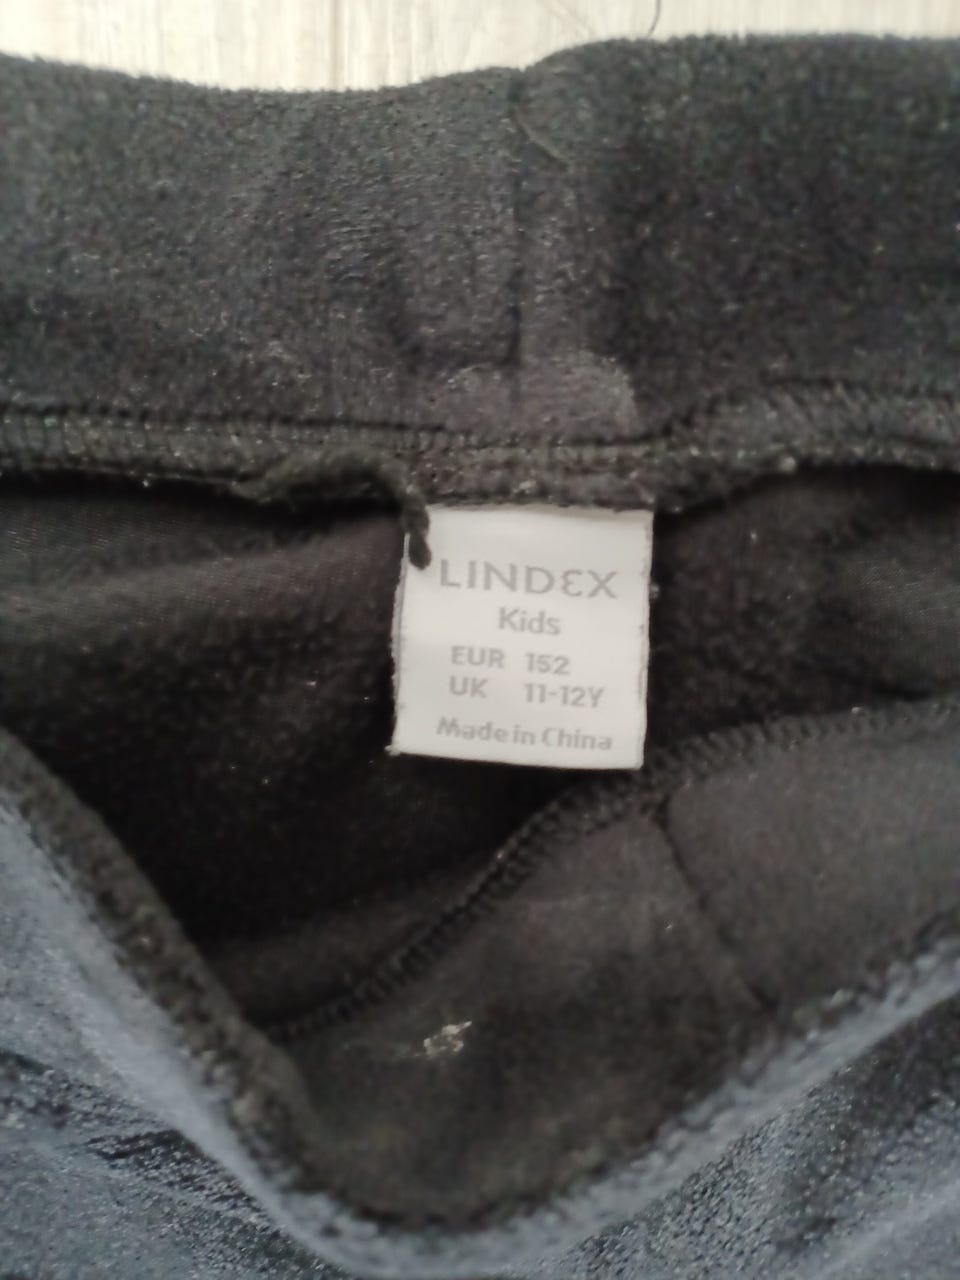 LINDEX
Kids
EUR 152
UK 11-12Y
Made in China